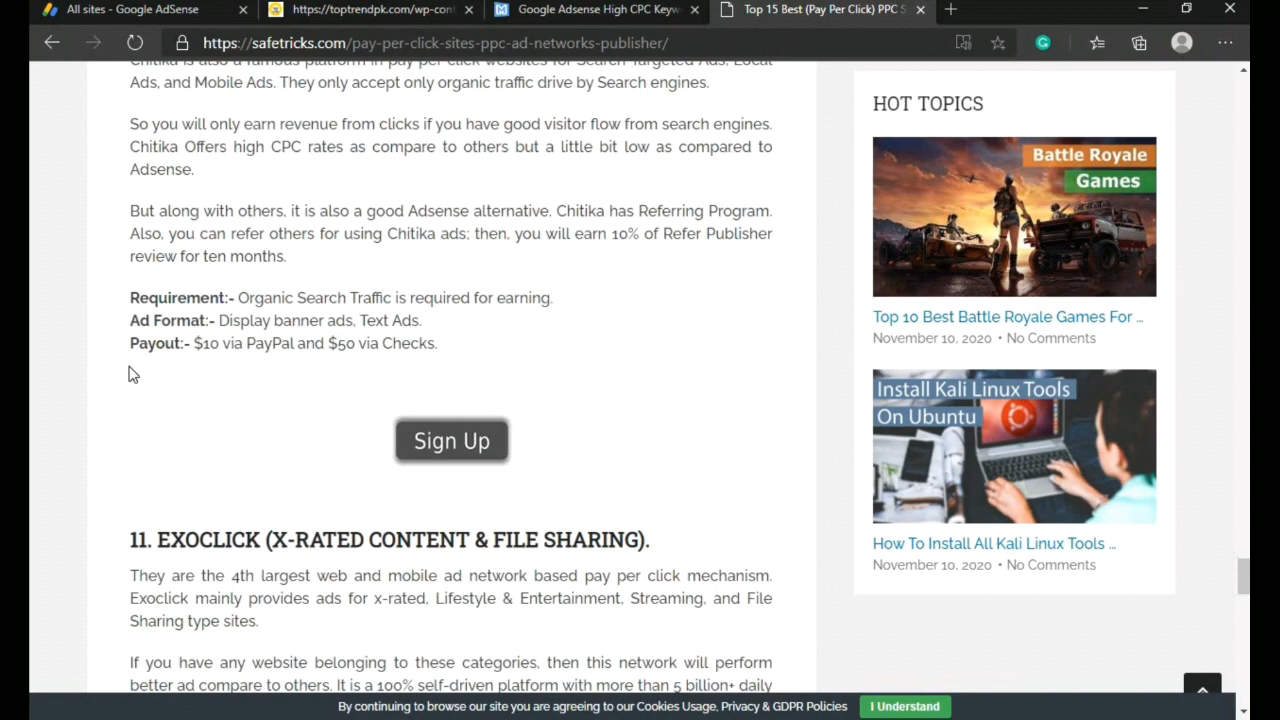 All sites - Google AdSense
https://toptrendpk.com/wp-cont
Google Adsense High CPC Keyw
Top 15 Best (Pay Per Click) PPC S
https://safetricks.com/pay-per-click-sites-ppc-ad-networks-publisher/
Chitika is also a famous platform in pay per click websites for Search Targeted Ads, Local
Ads, and Mobile Ads. They only accept only organic traffic drive by Search engines.
So you will only earn revenue from clicks if you have good visitor flow from search engines.
Chitika Offers high CPC rates as compare to others but a little bit low as compared to
Adsense.
But along with others, it is also a good Adsense alternative. Chitika has Referring Program.
Also, you can refer others for using Chitika ads; then, you will earn 10% of Refer Publisher
review for ten months.
Requirement:- Organic Search Traffic is required for earning.
Ad Format:- Display banner ads, Text Ads.
Payout:- $10 via PayPal and $50 via Checks.
Sign Up
11. EXOCLICK (X-RATED CONTENT & FILE SHARING).
They are the 4th largest web and mobile ad network based pay per click mechanism.
Exoclick mainly provides ads for x-rated, Lifestyle & Entertainment, Streaming, and File
Sharing type sites.
If you have any website belonging to these categories, then this network will perform
better ad compare to others. It is a 100% self-driven platform with more than 5 billion+ daily
HOT TOPICS
Battle Royale
Games
Top 10 Best Battle Royale Games For ...
November 10, 2020 • No Comments
Install Kali Linux Tools
On Ubuntu
How To Install All Kali Linux Tools ...
November 10, 2020 • No Comments
By continuing to browse our site you are agreeing to our Cookies Usage, Privacy & GDPR Policies
I Understand